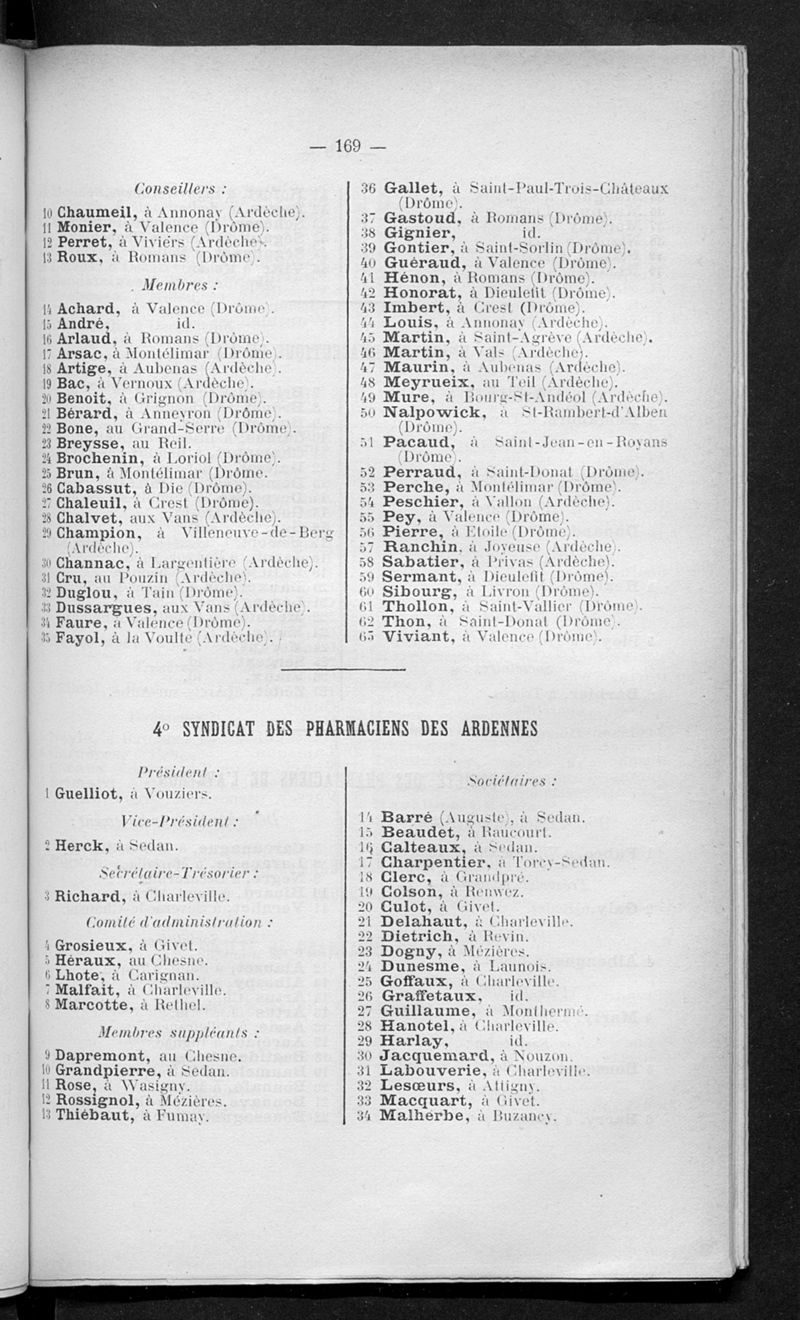 — 169 —
Conseillers :
10 Chaumeil, à Annonay (Ardèche).
11 Monier, à Valence (Drôme).
12 Perret, à Viviérs (Ardèche).
13 Roux, à Romans (Drôme).
Membres :
14 Achard, à Valence (Drôme).
15 André, id.
16 Arlaud, à Romans (Drôme).
17 Arsac, à Montélimar (Drôme).
18 Artige, à Aubenas (Ardèche).
19 Bac, à Vernoux (Ardèche).
20 Benoit, à Grignon (Drôme).
21 Bérard, à Anneyron (Drôme).
22 Bone, au Grand-Serre (Drôme).
23 Breysse, au Reil.
24 Brochenin, à Loriol (Drôme).
25 Brun, à Montélimar (Drôme.
26 Cabassut, à Die (Drôme).
27 Chaleuil, à Crest (Drôme).
28 Chalvet, aux Vans (Ardèche).
29 Champion, à Villeneuve-de-Berg
(Ardèche).
30 Channac, à Largentière (Ardèche).
31 Cru, au Pouzin (Ardèche).
32 Duglou, à Tain (Drôme).
33 Dussargues, aux Vans (Ardèche).
34 Faure, à Valence (Drôme).
35 Fayol, à la Voulte (Ardèche).
36 Gallet, à Saint-Paul-Trois-Châteaux
(Drôme).
37 Gastoud, à Romans (Drôme).
38 Gignier, id.
39 Gontier, à Saint-Sorlin (Drôme).
40 Guéraud, à Valence (Drôme).
41 Hénon, à Romans (Drôme).
42 Honorat, à Dieulefit (Drôme).
43 Imbert, à Crest (Drôme).
44 Louis, à Annonay (Ardèche).
45 Martin, à Saint-Agrève (Ardèche).
46 Martin, à Vals (Ardèche).
47 Maurin, à Aubenas (Ardèche).
48 Meyrueix, au Teil (Ardèche).
49 Mure, à Bourg-St-Andéol (Ardèche).
50 Nalpowick, à St-Rambert-d'Alben
(Drôme).
51 Pacaud, à Saint-Jean-en-Royans
(Drôme).
52 Perraud, à Saint-Donat (Drôme).
53 Perche, à Montélimar (Drôme).
54 Peschier, à Vallon (Ardèche).
55 Pey, à Valence (Drôme).
56 Pierre, à Etoile (Drôme).
57 Ranchin, à Joyeuse (Ardèche).
58 Sabatier, à Privas (Ardèche).
59 Sermant, à Dieulefit (Drôme).
60 Sibourg, à Livron (Drôme).
61 Thollon, à Saint-Vallier (Drôme).
62 Thon, à Saint-Donat (Drôme).
63 Viviant, à Valence (Drôme).
4º SYNDICAT DES PHARMACIENS DES ARDENNES
Président :
1 Guelliot, à Vouziers.
Vice-Président :
2 Herck, à Sedan.
Secrétaire-Trésorier :
3 Richard, à Charleville.
Comité d'administration :
4 Grosieux, à Givet.
5 Héraux, au Chesne.
6 Lhote, à Carignan.
7 Malfait, à Charleville.
8 Marcotte, à Rethel.
Membres suppléants :
9 Dapremont, au Chesne.
10 Grandpierre, à Sedan.
11 Rose, à Wasigny.
12 Rossignol, à Mézières.
13 Thiébaut, à Fumay.
Sociétaires :
14 Barré (Auguste), à Sedan.
15 Beaudet, à Raucourt.
16 Calteaux, à Sedan.
17 Charpentier, à Torcy-Sedan.
18 Clerc, à Grandpré.
19 Colson, à Renwez.
20 Culot, à Givet.
21 Delahaut, à Charleville.
22 Dietrich, à Revin.
23 Dogny, à Mézières.
24 Dunesme, à Launois.
25 Goffaux, à Charleville.
26 Graffetaux, id.
27 Guillaume, à Monthermé.
28 Hanotel, à Charleville.
29 Harlay, id.
30 Jacquemard, à Nouzon.
31 Labouverie, à Charleville.
32 Lesœurs, à Attigny.
33 Macquart, à Givet.
34 Malherbe, à Buzancy.